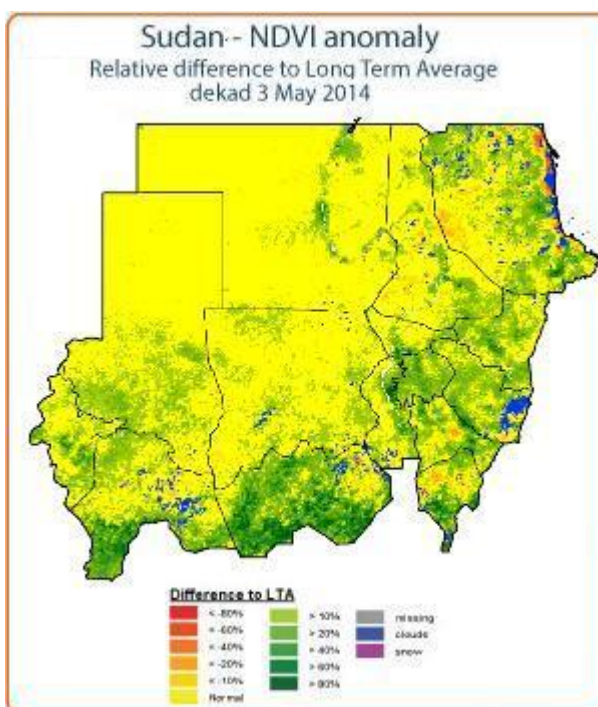 Sudan - NDVI anomaly
Relative difference to Long Term Average
dekad 3 May 2014
Difference to LTA
< -80%
< -60%
< -40%
< -20%
< -10%
Normal
> 10%
> 20%
> 40%
> 60%
> 80%
missing
clouds
snow